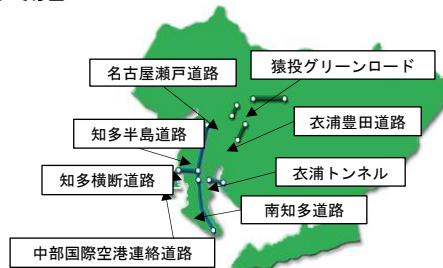 名古屋瀬戸道路
猿投グリーンロード
知多半島道路
衣浦豊田道路
知多横断道路
衣浦トンネル
南知多道路
中部国際空港連絡道路